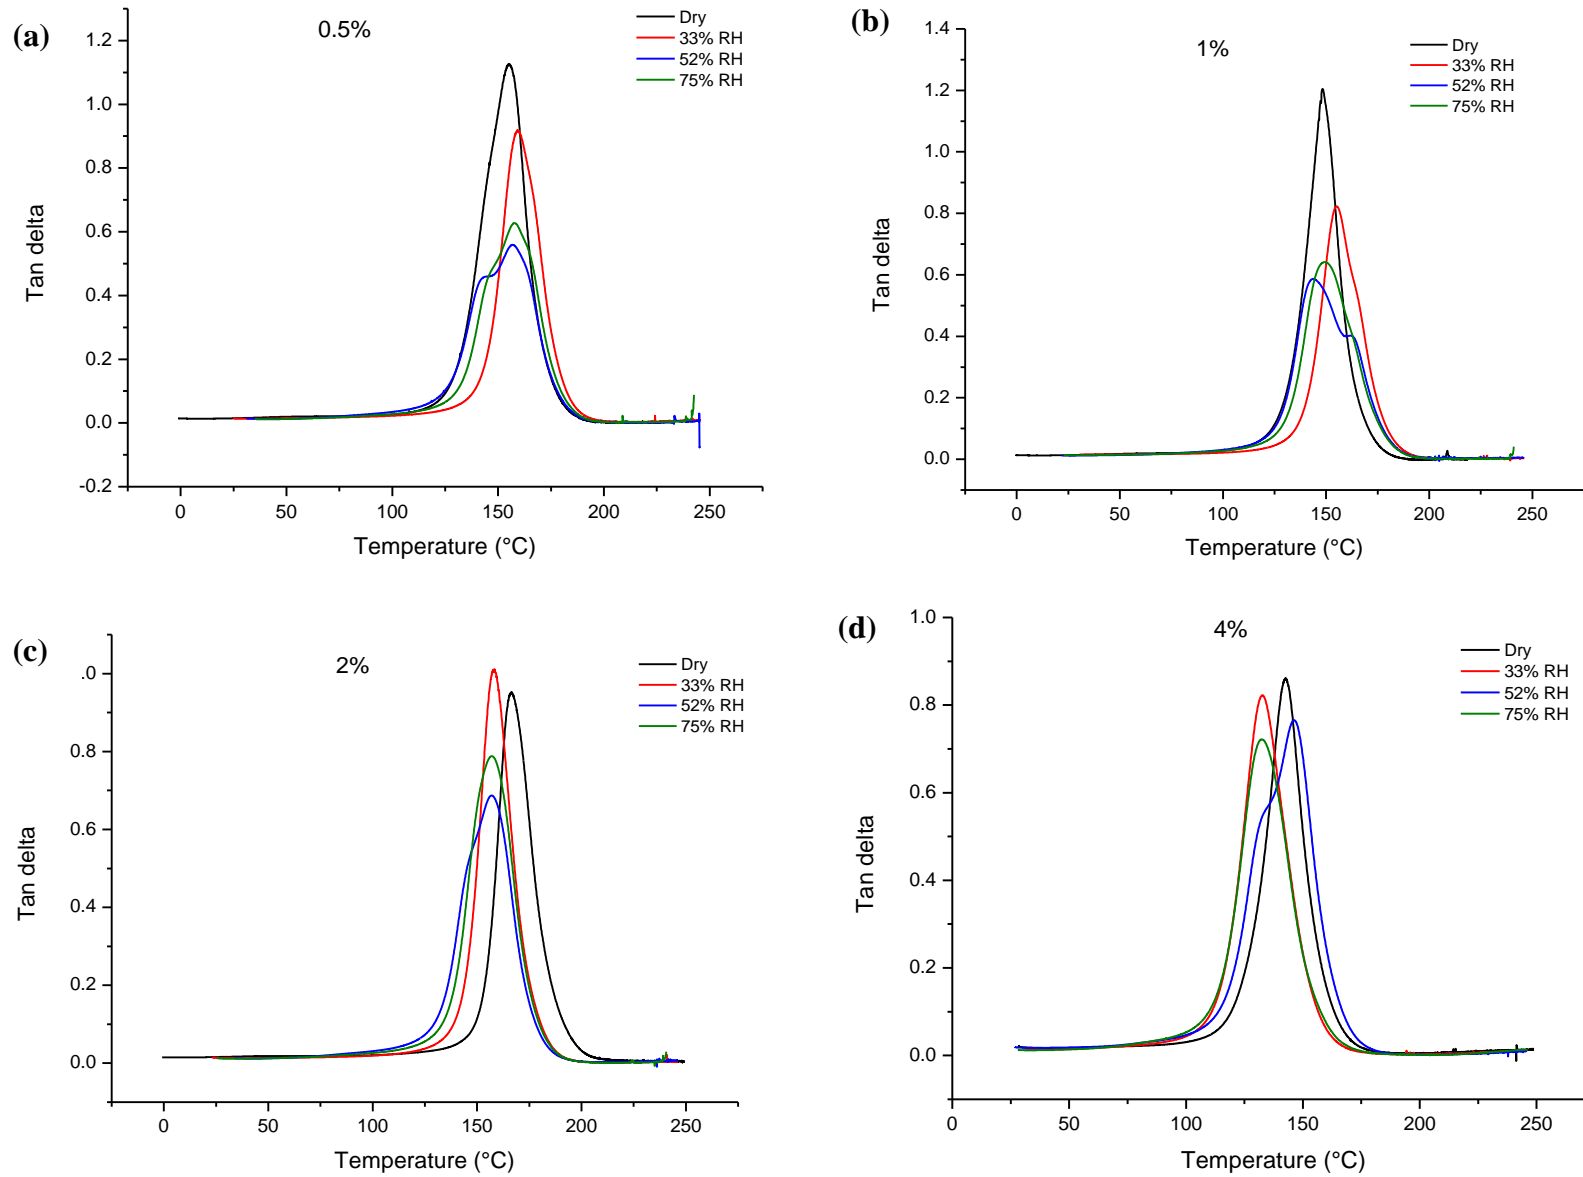 (a)
0.5%
Dry
33% RH
52% RH
75% RH
1.2
1.0
0.8
0.6
0.4
0.2
0.0
-0.2
Tan delta
0 50 100 150 200 250
Temperature (°C)
(b)
1%
Dry
33% RH
52% RH
75% RH
1.4
1.2
1.0
0.8
0.6
0.4
0.2
0.0
Tan delta
0 50 100 150 200 250
Temperature (°C)
(c)
2%
Dry
33% RH
52% RH
75% RH
.0
0.8
0.6
0.4
0.2
0.0
Tan delta
0 50 100 150 200 250
Temperature (°C)
(d)
4%
Dry
33% RH
52% RH
75% RH
1.0
0.8
0.6
0.4
0.2
0.0
Tan delta
0 50 100 150 200 250
Temperature (°C)